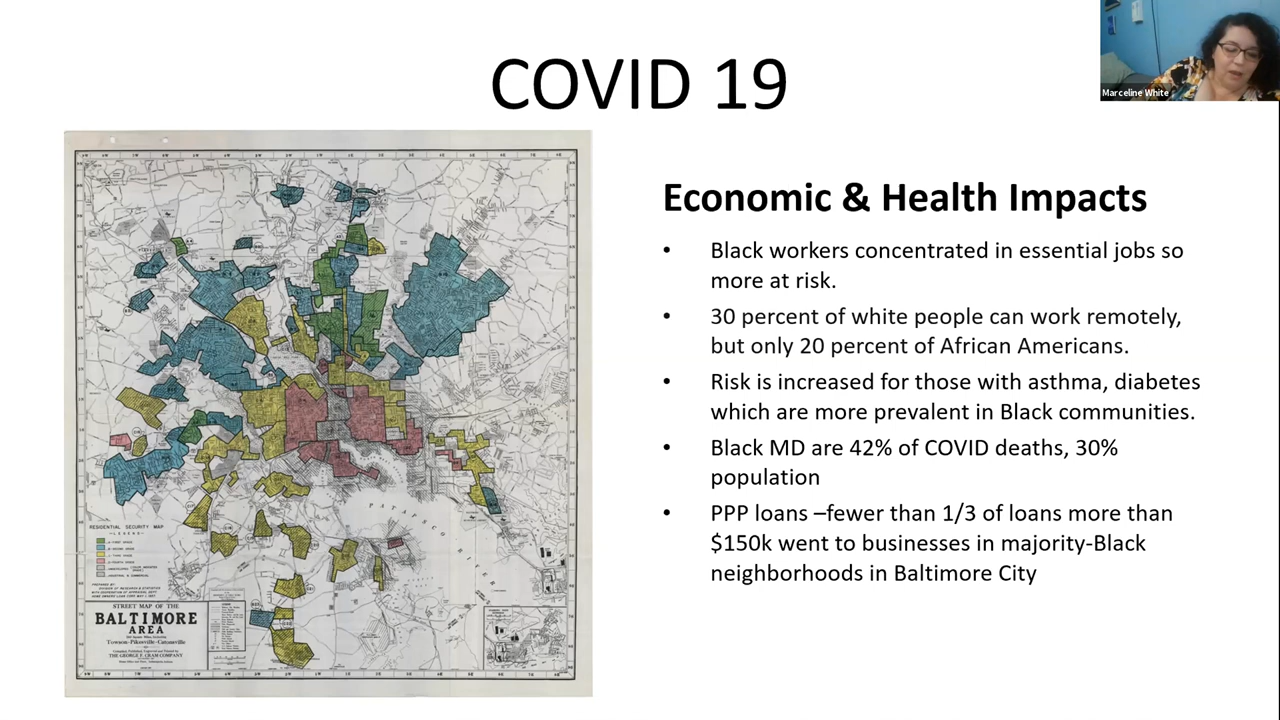 COVID 19
Marceline White
Economic & Health Impacts
• Black workers concentrated in essential jobs so
more at risk.
• 30 percent of white people can work remotely,
but only 20 percent of African Americans.
• Risk is increased for those with asthma, diabetes
which are more prevalent in Black communities.
• Black MD are 42% of COVID deaths, 30%
population
• PPP loans –fewer than 1/3 of loans more than
$150k went to businesses in majority-Black
neighborhoods in Baltimore City
PATAPSCO RIVER
RESIDENTIAL SECURITY MAP
LEGEND
STREET MAP OF THE
BALTIMORE
AREA
Towson-Pikesville-Catonsville
THE GEORGE F. CRAM COMPANY